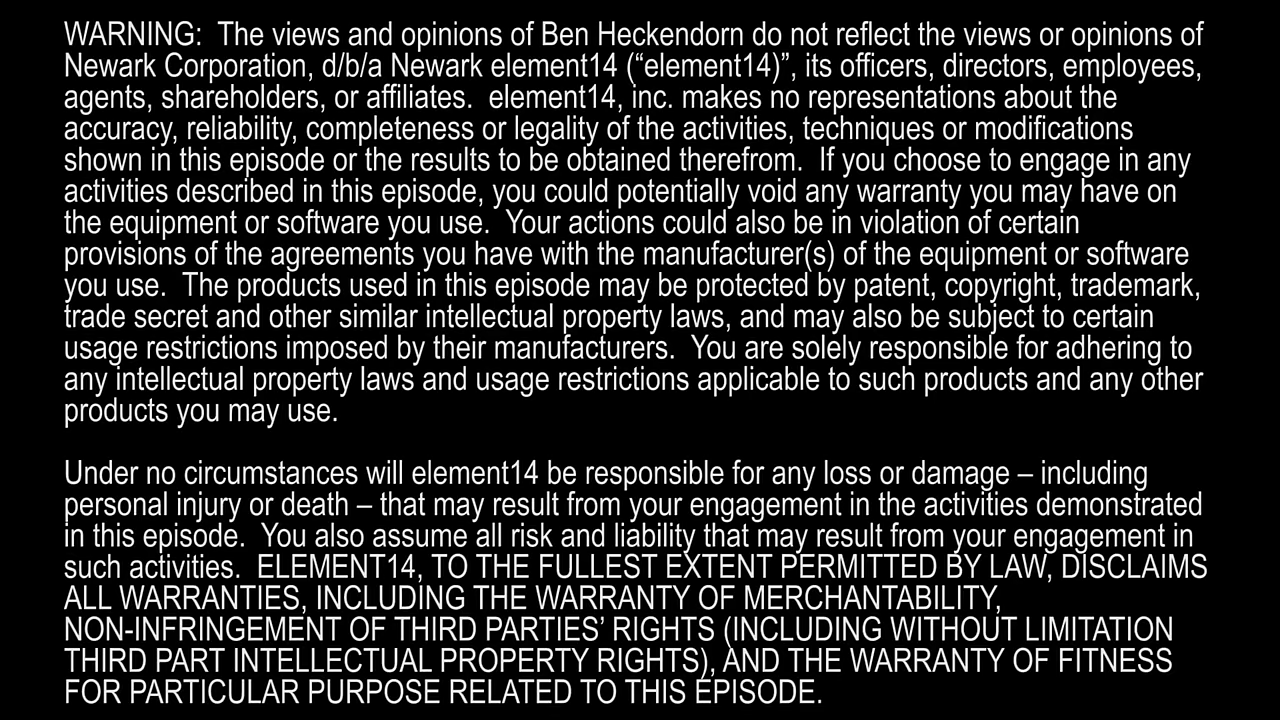 WARNING:  The views and opinions of Ben Heckendorn do not reflect the views or opinions of
Newark Corporation, d/b/a Newark element14 (“element14)”, its officers, directors, employees,
agents, shareholders, or affiliates.  element14, inc. makes no representations about the
accuracy, reliability, completeness or legality of the activities, techniques or modifications
shown in this episode or the results to be obtained therefrom.  If you choose to engage in any
activities described in this episode, you could potentially void any warranty you may have on
the equipment or software you use.  Your actions could also be in violation of certain
provisions of the agreements you have with the manufacturer(s) of the equipment or software
you use.  The products used in this episode may be protected by patent, copyright, trademark,
trade secret and other similar intellectual property laws, and may also be subject to certain
usage restrictions imposed by their manufacturers.  You are solely responsible for adhering to
any intellectual property laws and usage restrictions applicable to such products and any other
products you may use.
Under no circumstances will element14 be responsible for any loss or damage – including
personal injury or death – that may result from your engagement in the activities demonstrated
in this episode.  You also assume all risk and liability that may result from your engagement in
such activities.  ELEMENT14, TO THE FULLEST EXTENT PERMITTED BY LAW, DISCLAIMS
ALL WARRANTIES, INCLUDING THE WARRANTY OF MERCHANTABILITY,
NON-INFRINGEMENT OF THIRD PARTIES’ RIGHTS (INCLUDING WITHOUT LIMITATION
THIRD PART INTELLECTUAL PROPERTY RIGHTS), AND THE WARRANTY OF FITNESS
FOR PARTICULAR PURPOSE RELATED TO THIS EPISODE.